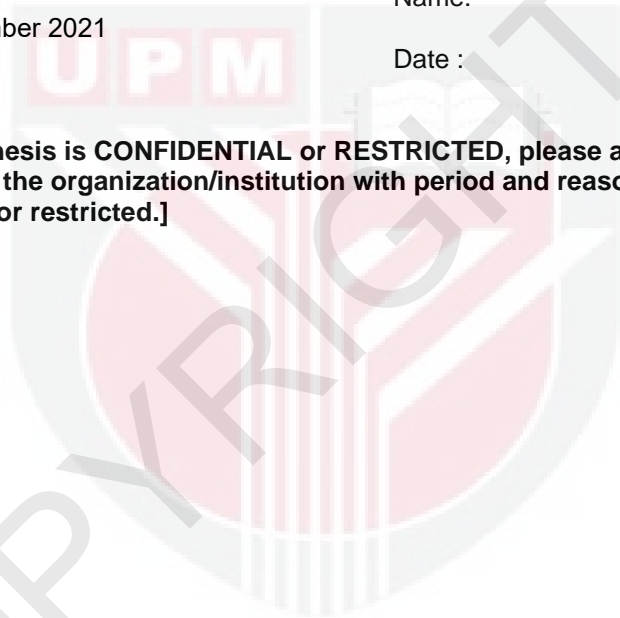 Name:
ber 2021
Date :
UPM
hesis is CONFIDENTIAL or RESTRICTED, please a
the organization/institution with period and reaso
or restricted.]
PYRIGHT